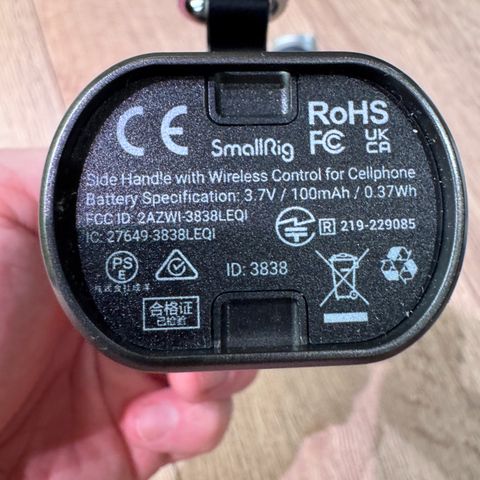 CE
SmallRig
RoHS
FC
UK
CA
Side Handle with Wireless Control for Cellphone
Battery Specification: 3.7V / 100mAh / 0.37Wh
FCC ID: 2AZWI-3838LEQI
IC: 27649-3838LEQI
R 219-229085
PS
E
ID: 3838
合格证
已检验